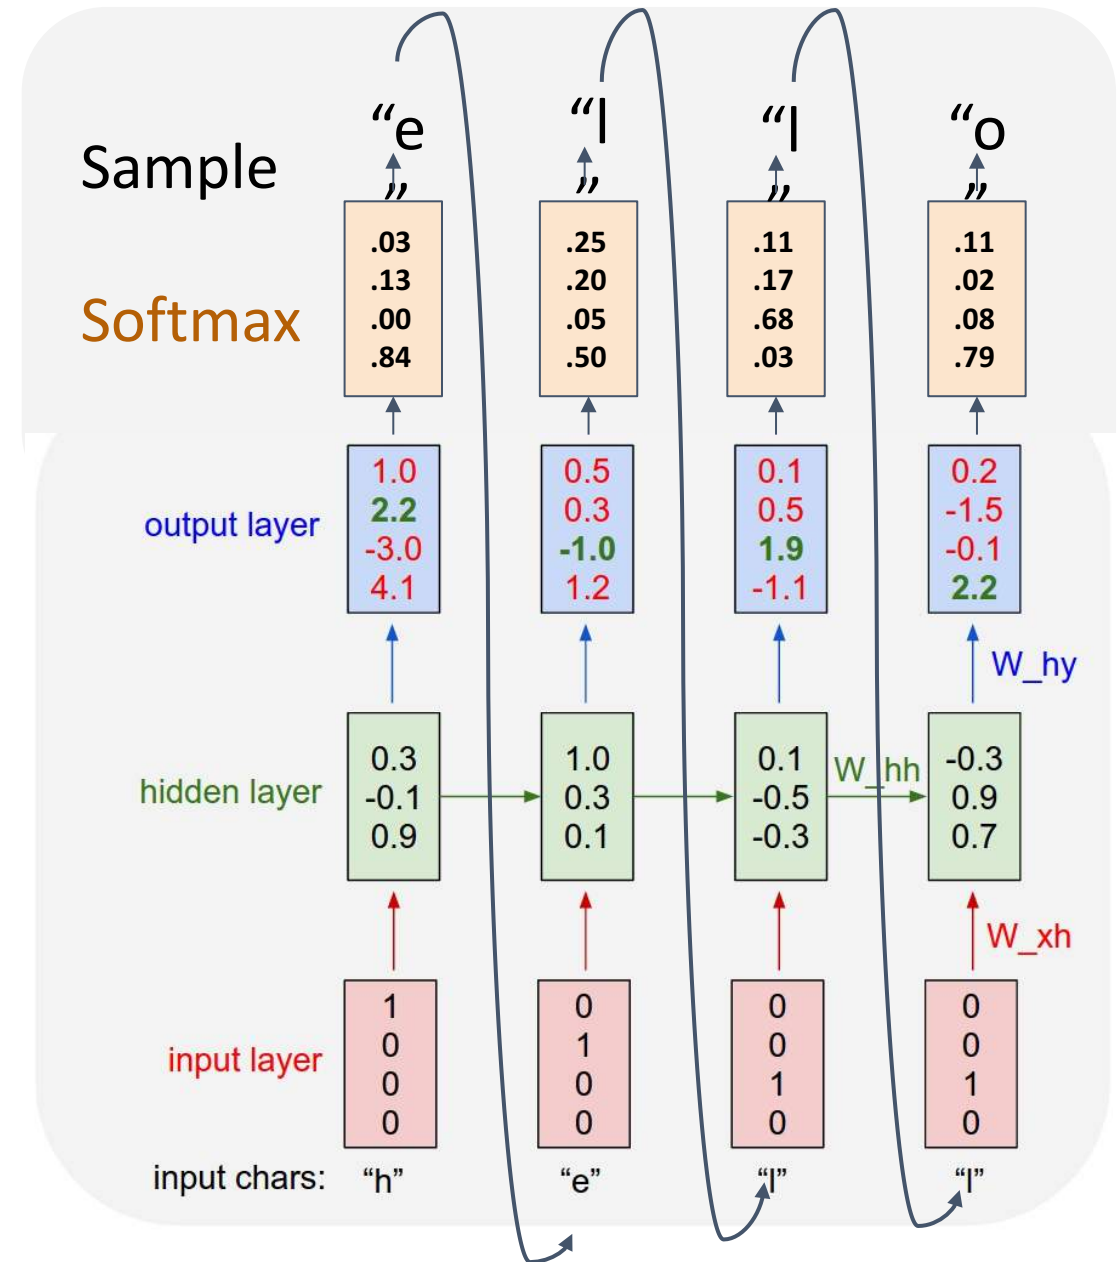 Sample “e” “l” “l” “o”
Softmax
.03 .25 .11 .11
.13 .20 .17 .02
.00 .05 .68 .08
.84 .50 .03 .79
output layer
1.0 0.5 0.1 0.2
2.2 0.3 0.5 -1.5
-3.0 -1.0 1.9 -0.1
4.1 1.2 -1.1 2.2
W_hy
hidden layer
0.3 1.0 0.1 -0.3
-0.1 0.3 -0.5 0.9
0.9 0.1 -0.3 0.7
W_hh
W_xh
input layer
1 0 0 0
0 1 0 0
0 0 1 1
0 0 0 0
input chars: “h” “e” “l” “l”